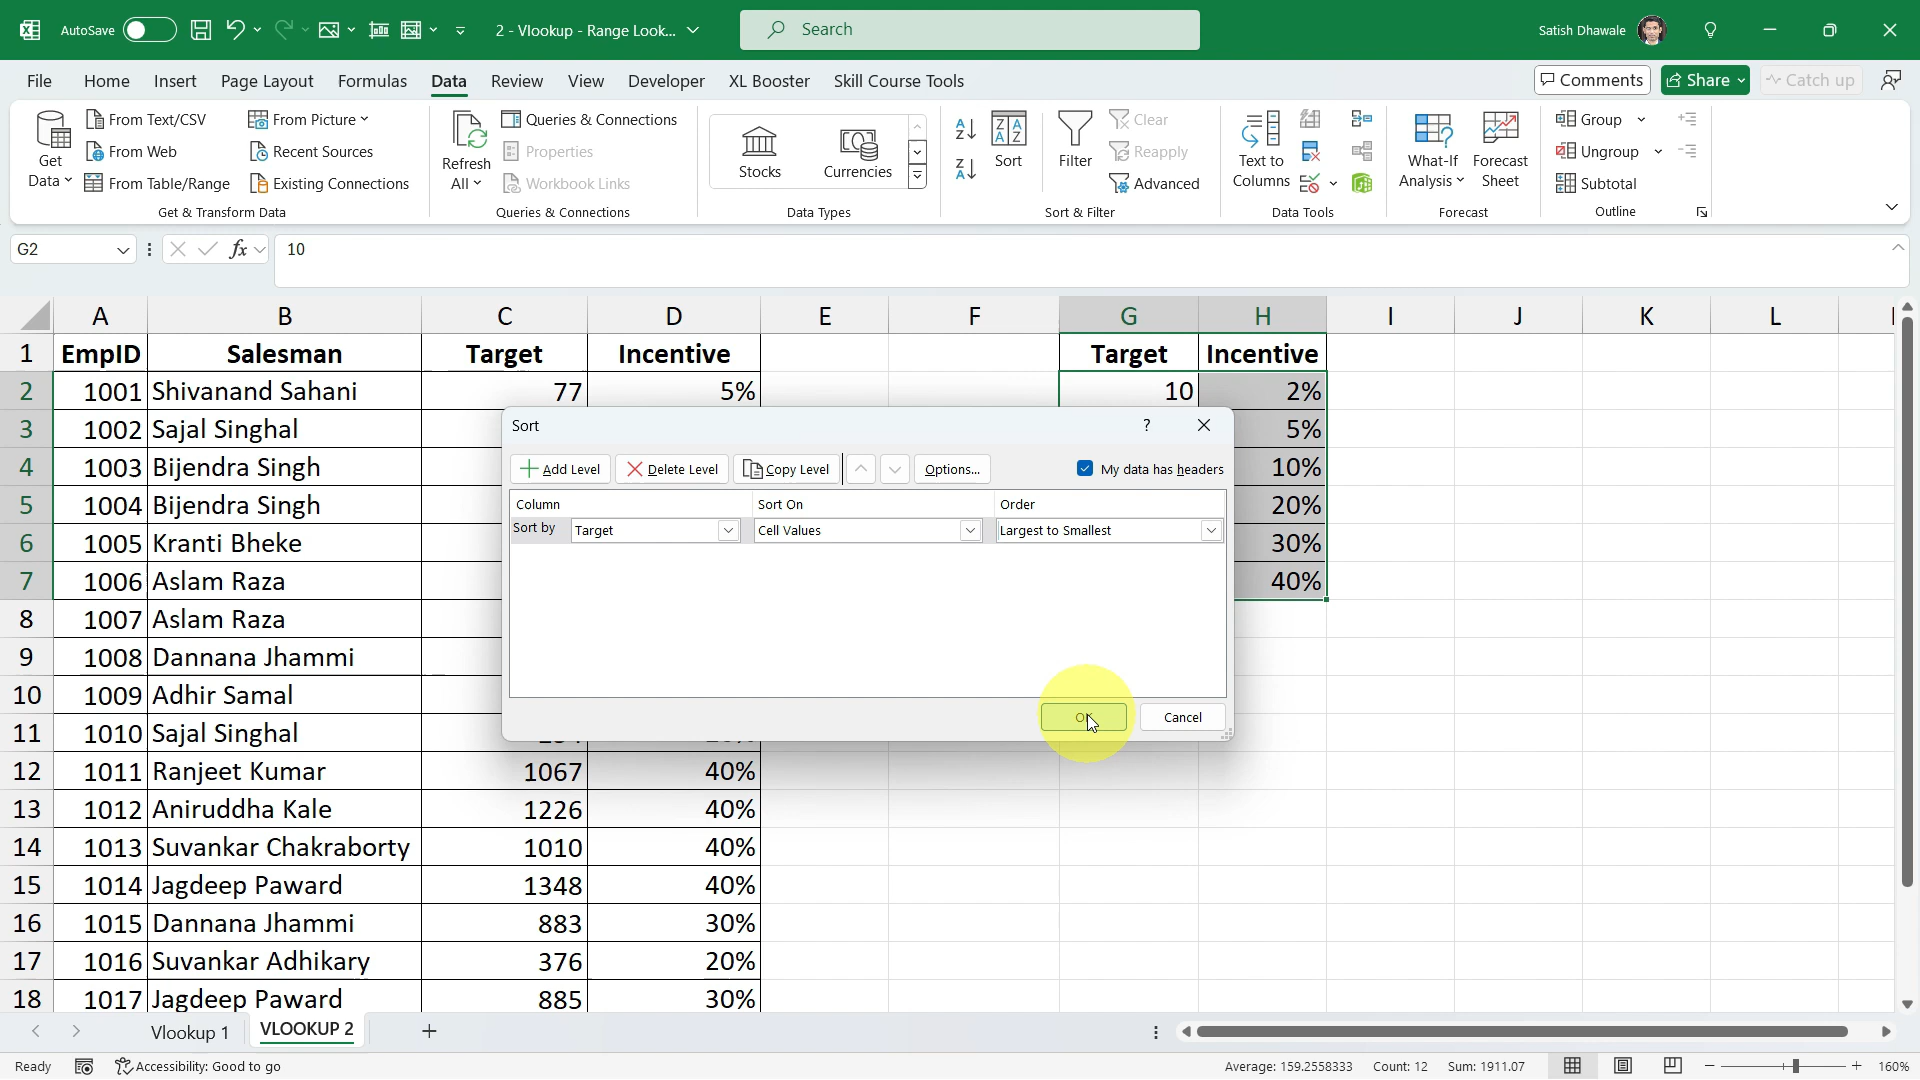 AutoSave
2 - Vlookup - Range Look...
Search
Satish Dhawale
File Home Insert Page Layout Formulas Data Review View Developer XL Booster Skill Course Tools
Comments Share Catch up
Get Data
From Text/CSV
From Web
From Table/Range
From Picture
Recent Sources
Existing Connections
Get & Transform Data
Refresh All
Queries & Connections
Properties
Workbook Links
Queries & Connections
Stocks
Currencies
Data Types
Sort
Filter
Clear
Reapply
Advanced
Sort & Filter
Text to Columns
Data Tools
What-If Analysis
Forecast Sheet
Forecast
Group
Ungroup
Subtotal
Outline
G2
fx
10
A B C D E F G H I J K L
1 EmpID Salesman Target Incentive Target Incentive
2 1001 Shivanand Sahani 77 5% 10 2%
3 1002 Sajal Singhal 5%
4 1003 Bijendra Singh 10%
5 1004 Bijendra Singh 20%
6 1005 Kranti Bheke 30%
7 1006 Aslam Raza 40%
8 1007 Aslam Raza
9 1008 Dannana Jhammi
10 1009 Adhir Samal
11 1010 Sajal Singhal
12 1011 Ranjeet Kumar 1067 40%
13 1012 Aniruddha Kale 1226 40%
14 1013 Suvankar Chakraborty 1010 40%
15 1014 Jagdeep Paward 1348 40%
16 1015 Dannana Jhammi 883 30%
17 1016 Suvankar Adhikary 376 20%
18 1017 Jagdeep Paward 885 30%
Sort ?
Add Level Delete Level Copy Level Options... My data has headers
Column Sort On Order
Sort by Target Cell Values Largest to Smallest
OK Cancel
Vlookup 1 VLOOKUP 2
Ready Accessibility: Good to go Average: 159.2558333 Count: 12 Sum: 1911.07 160%